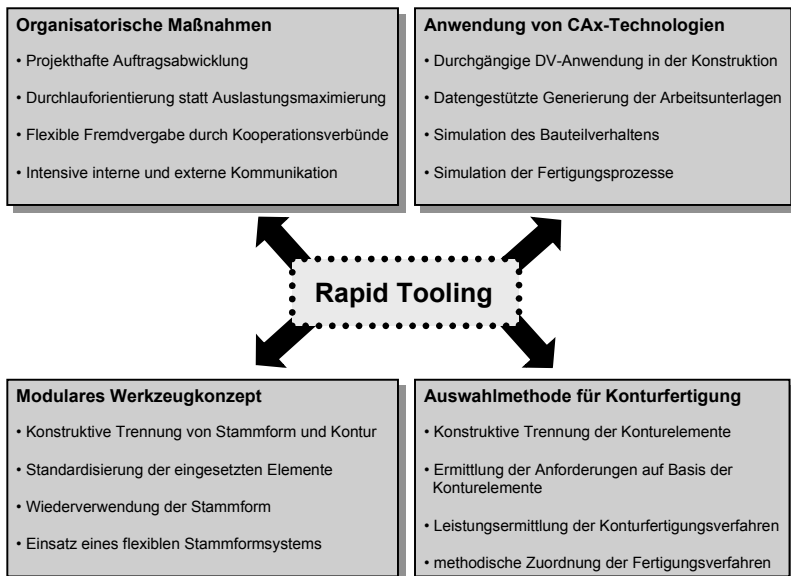 Organisatorische Maßnahmen
• Projekthafte Auftragsabwicklung
• Durchlauforientierung statt Auslastungsmaximierung
• Flexible Fremdvergabe durch Kooperationsverbünde
• Intensive interne und externe Kommunikation
Anwendung von CAx-Technologien
• Durchgängige DV-Anwendung in der Konstruktion
• Datengestützte Generierung der Arbeitsunterlagen
• Simulation des Bauteilverhaltens
• Simulation der Fertigungsprozesse
Rapid Tooling
Modulares Werkzeugkonzept
• Konstruktive Trennung von Stammform und Kontur
• Standardisierung der eingesetzten Elemente
• Wiederverwendung der Stammform
• Einsatz eines flexiblen Stammformsystems
Auswahlmethode für Konturfertigung
• Konstruktive Trennung der Konturelemente
• Ermittlung der Anforderungen auf Basis der
Konturelemente
• Leistungsermittlung der Konturfertigungsverfahren
• methodische Zuordnung der Fertigungsverfahren